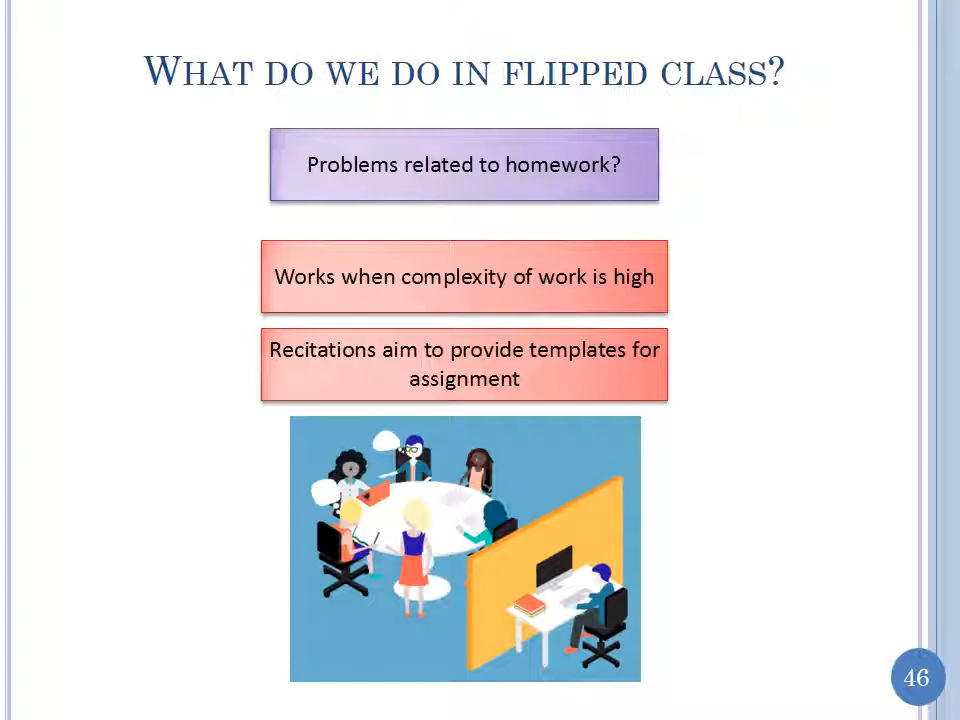 What do we do in flipped class?
Problems related to homework?
Works when complexity of work is high
Recitations aim to provide templates for
assignment
46